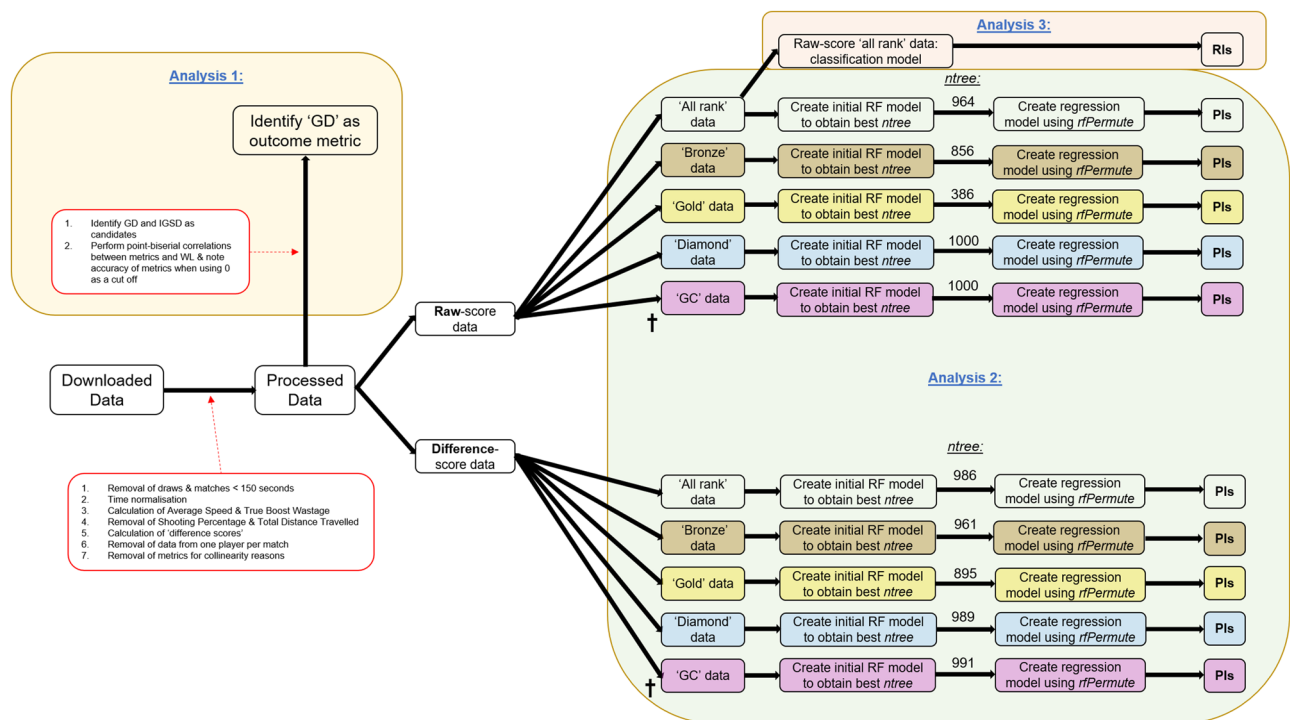 Analysis 1:
Identify ‘GD’ as
outcome metric
1. Identify GD and IGSD as
candidates
2. Perform point-biserial correlations
between metrics and WL & note
accuracy of metrics when using 0
as a cut off
Downloaded
Data
Processed
Data
1. Removal of draws & matches < 150 seconds
2. Time normalisation
3. Calculation of Average Speed & True Boost Wastage
4. Removal of Shooting Percentage & Total Distance Travelled
5. Calculation of ‘difference scores’
6. Removal of data from one player per match
7. Removal of metrics for collinearity reasons
Raw-score
data
Difference-
score data
Analysis 3:
Raw-score ‘all rank’ data:
classification model
RIs
ntree:
‘All rank’
data
Create initial RF model
to obtain best ntree
964
Create regression
model using rfPermute
PIs
‘Bronze’
data
Create initial RF model
to obtain best ntree
856
Create regression
model using rfPermute
PIs
‘Gold’ data
Create initial RF model
to obtain best ntree
386
Create regression
model using rfPermute
PIs
‘Diamond’
data
Create initial RF model
to obtain best ntree
1000
Create regression
model using rfPermute
PIs
‘GC’ data
Create initial RF model
to obtain best ntree
1000
Create regression
model using rfPermute
PIs
†
Analysis 2:
ntree:
‘All rank’
data
Create initial RF model
to obtain best ntree
986
Create regression
model using rfPermute
PIs
‘Bronze’
data
Create initial RF model
to obtain best ntree
961
Create regression
model using rfPermute
PIs
‘Gold’ data
Create initial RF model
to obtain best ntree
895
Create regression
model using rfPermute
PIs
‘Diamond’
data
Create initial RF model
to obtain best ntree
989
Create regression
model using rfPermute
PIs
‘GC’ data
Create initial RF model
to obtain best ntree
991
Create regression
model using rfPermute
PIs
†